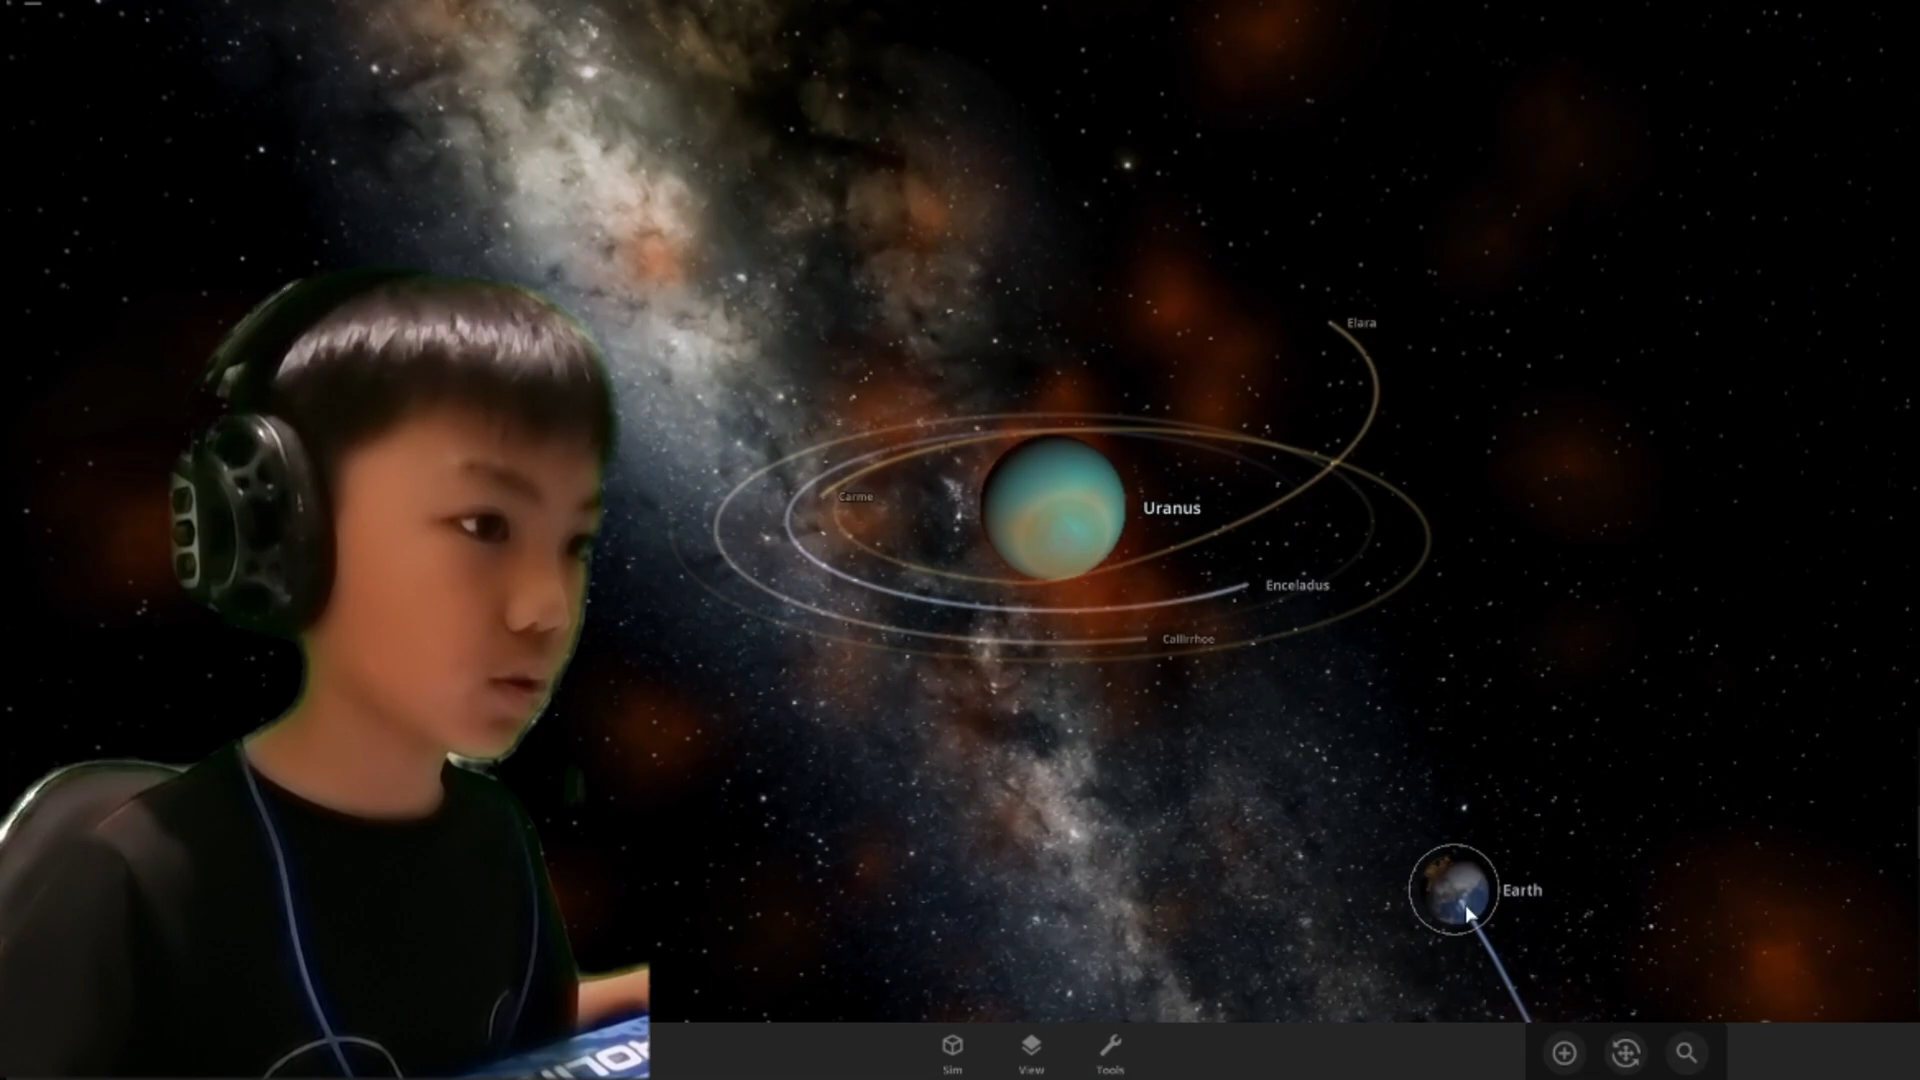 Elara
Carme
Uranus
Enceladus
Callirrhoe
Earth
Sim
View
Tools